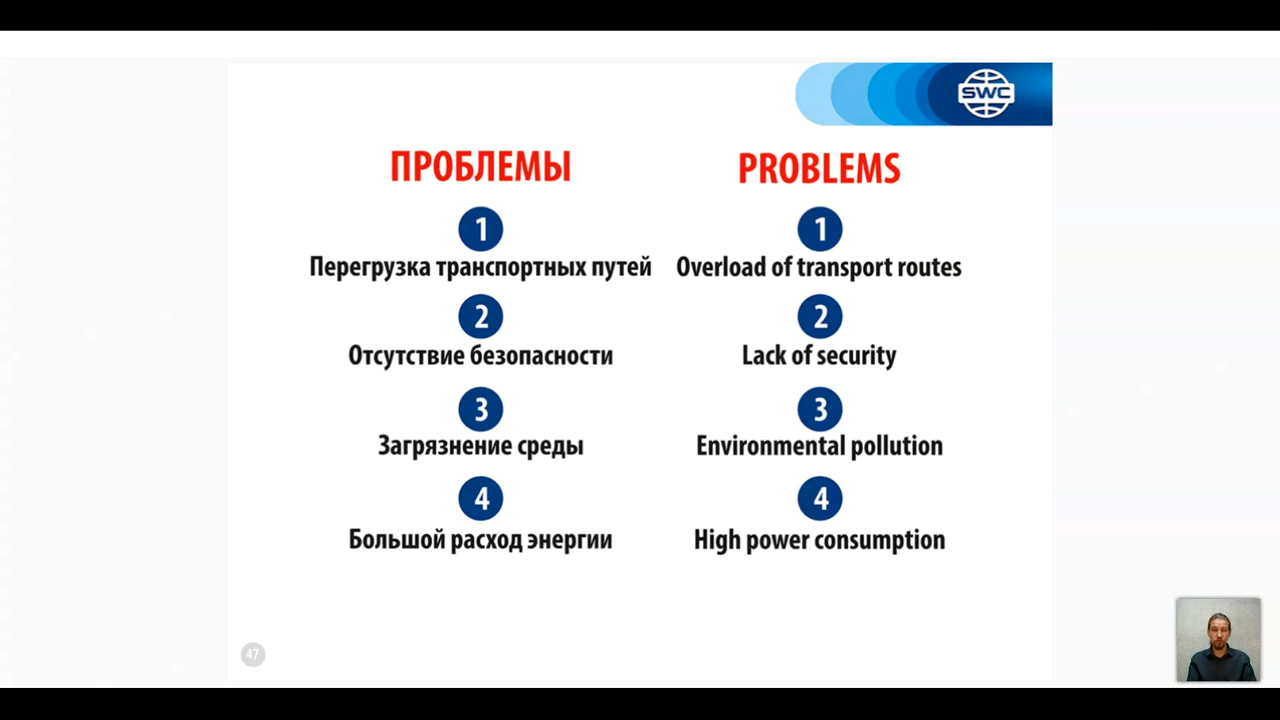 SWC
ПРОБЛЕМЫ
1
Перегрузка транспортных путей
2
Отсутствие безопасности
3
Загрязнение среды
4
Большой расход энергии
PROBLEMS
1
Overload of transport routes
2
Lack of security
3
Environmental pollution
4
High power consumption
47